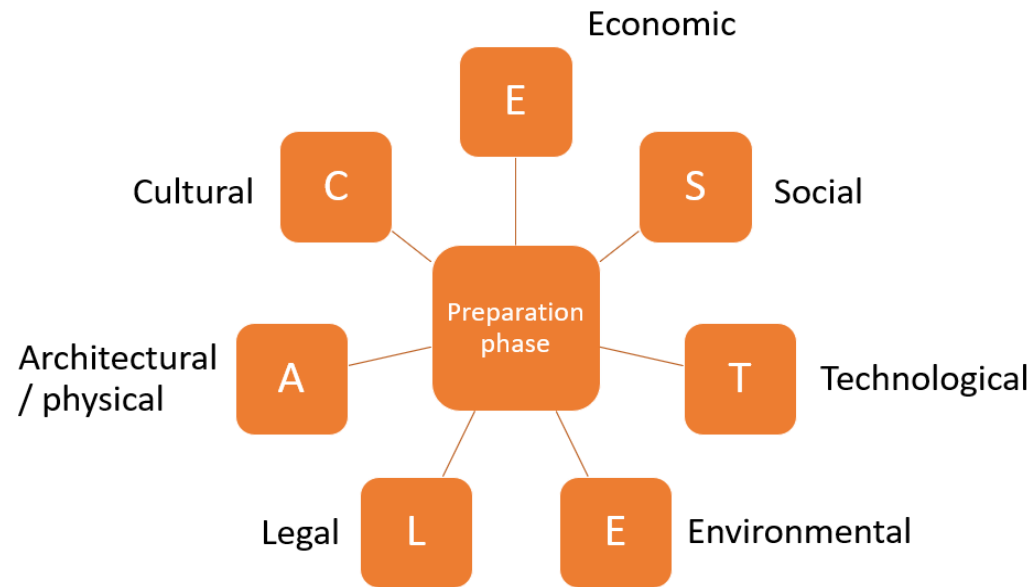 Economic
E
S
Social
T
Technological
E
Environmental
L
Legal
A
Architectural
/ physical
C
Cultural
Preparation
phase